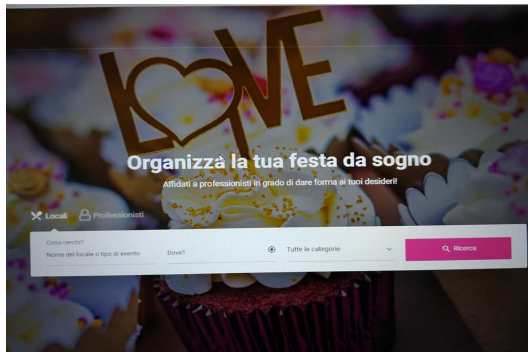 LOVE
Organizza la tua festa da sogno
Affidati a professionisti in grado di dare forma ai tuoi desideri!
Locali Professionisti
Cosa cerchi?
Nome del locale o tipo di evento Dove? Tutte le categorie Ricerca